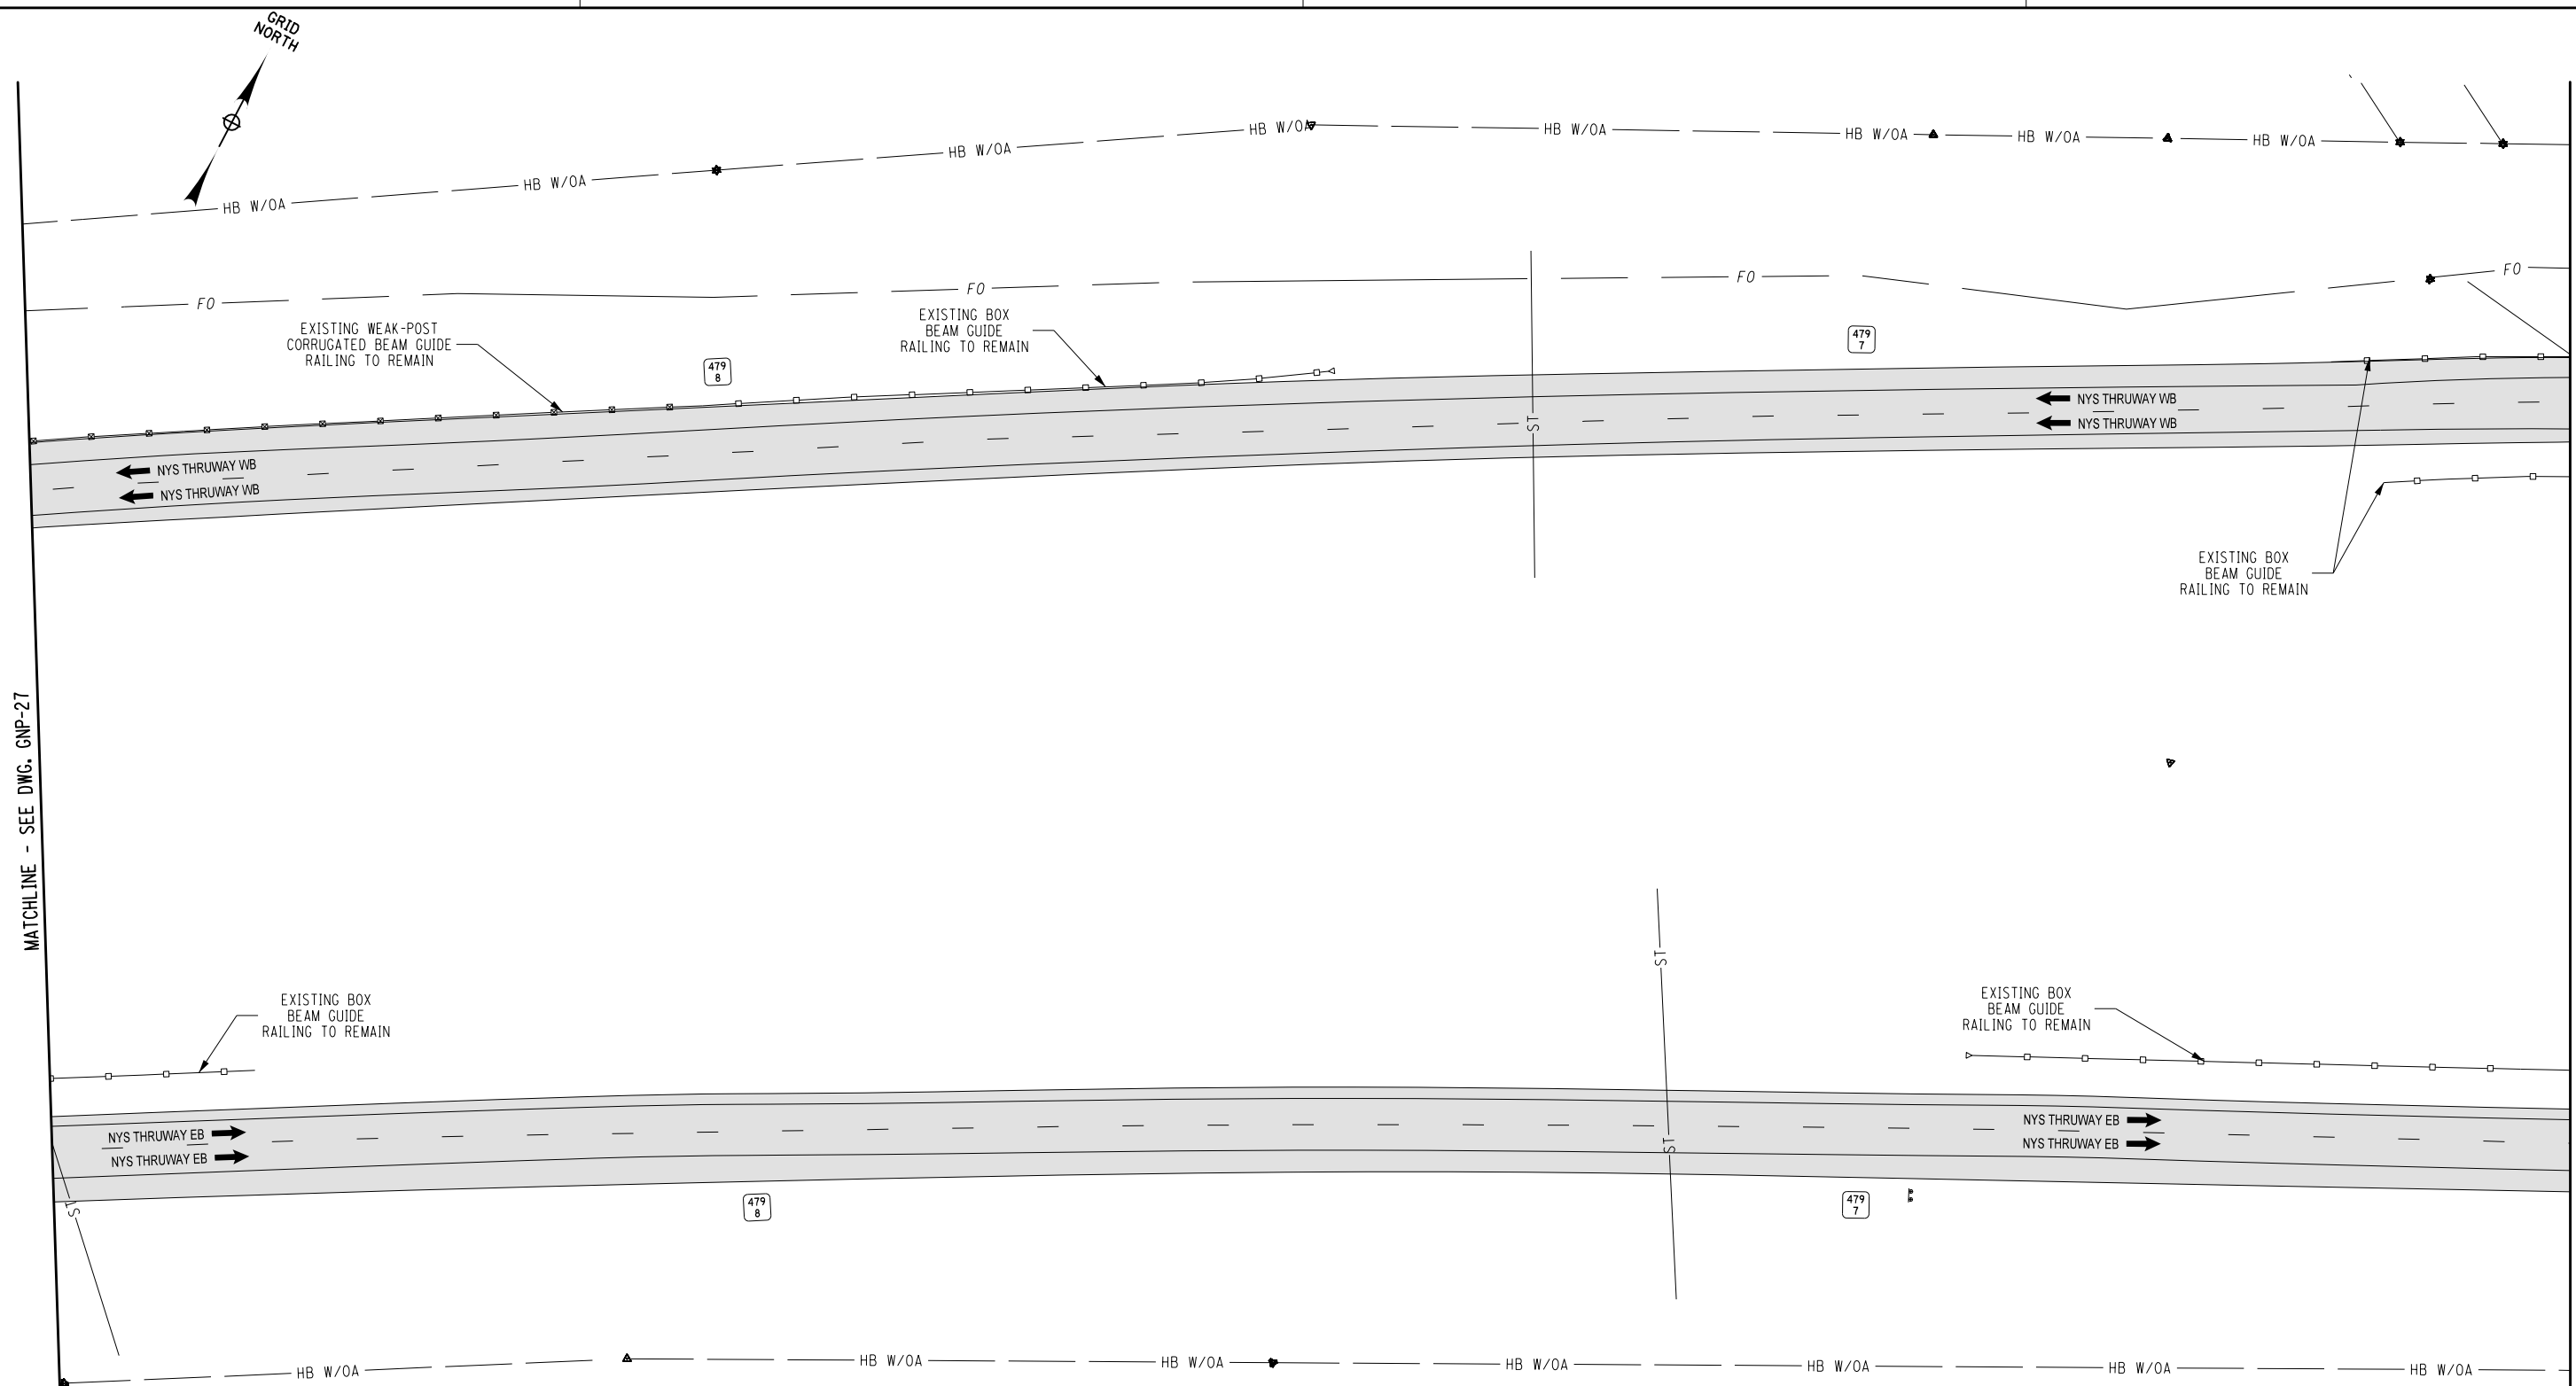 GRID
NORTH
HB W/OA
HB W/OA
HB W/OA
HB W/OA
HB W/OA
HB W/OA
HB W/OA
HB W/OA
FO
FO
FO
FO
EXISTING WEAK-POST
CORRUGATED BEAM GUIDE
RAILING TO REMAIN
479
8
EXISTING BOX
BEAM GUIDE
RAILING TO REMAIN
479
7
NYS THRUWAY WB
NYS THRUWAY WB
NYS THRUWAY WB
NYS THRUWAY WB
ST
EXISTING BOX
BEAM GUIDE
RAILING TO REMAIN
MATCHLINE - SEE DWG. GNP-27
ST
EXISTING BOX
BEAM GUIDE
RAILING TO REMAIN
EXISTING BOX
BEAM GUIDE
RAILING TO REMAIN
NYS THRUWAY EB
NYS THRUWAY EB
ST
NYS THRUWAY EB
NYS THRUWAY EB
ST
479
8
479
7
HB W/OA
HB W/OA
HB W/OA
HB W/OA
HB W/OA
HB W/OA
HB W/OA